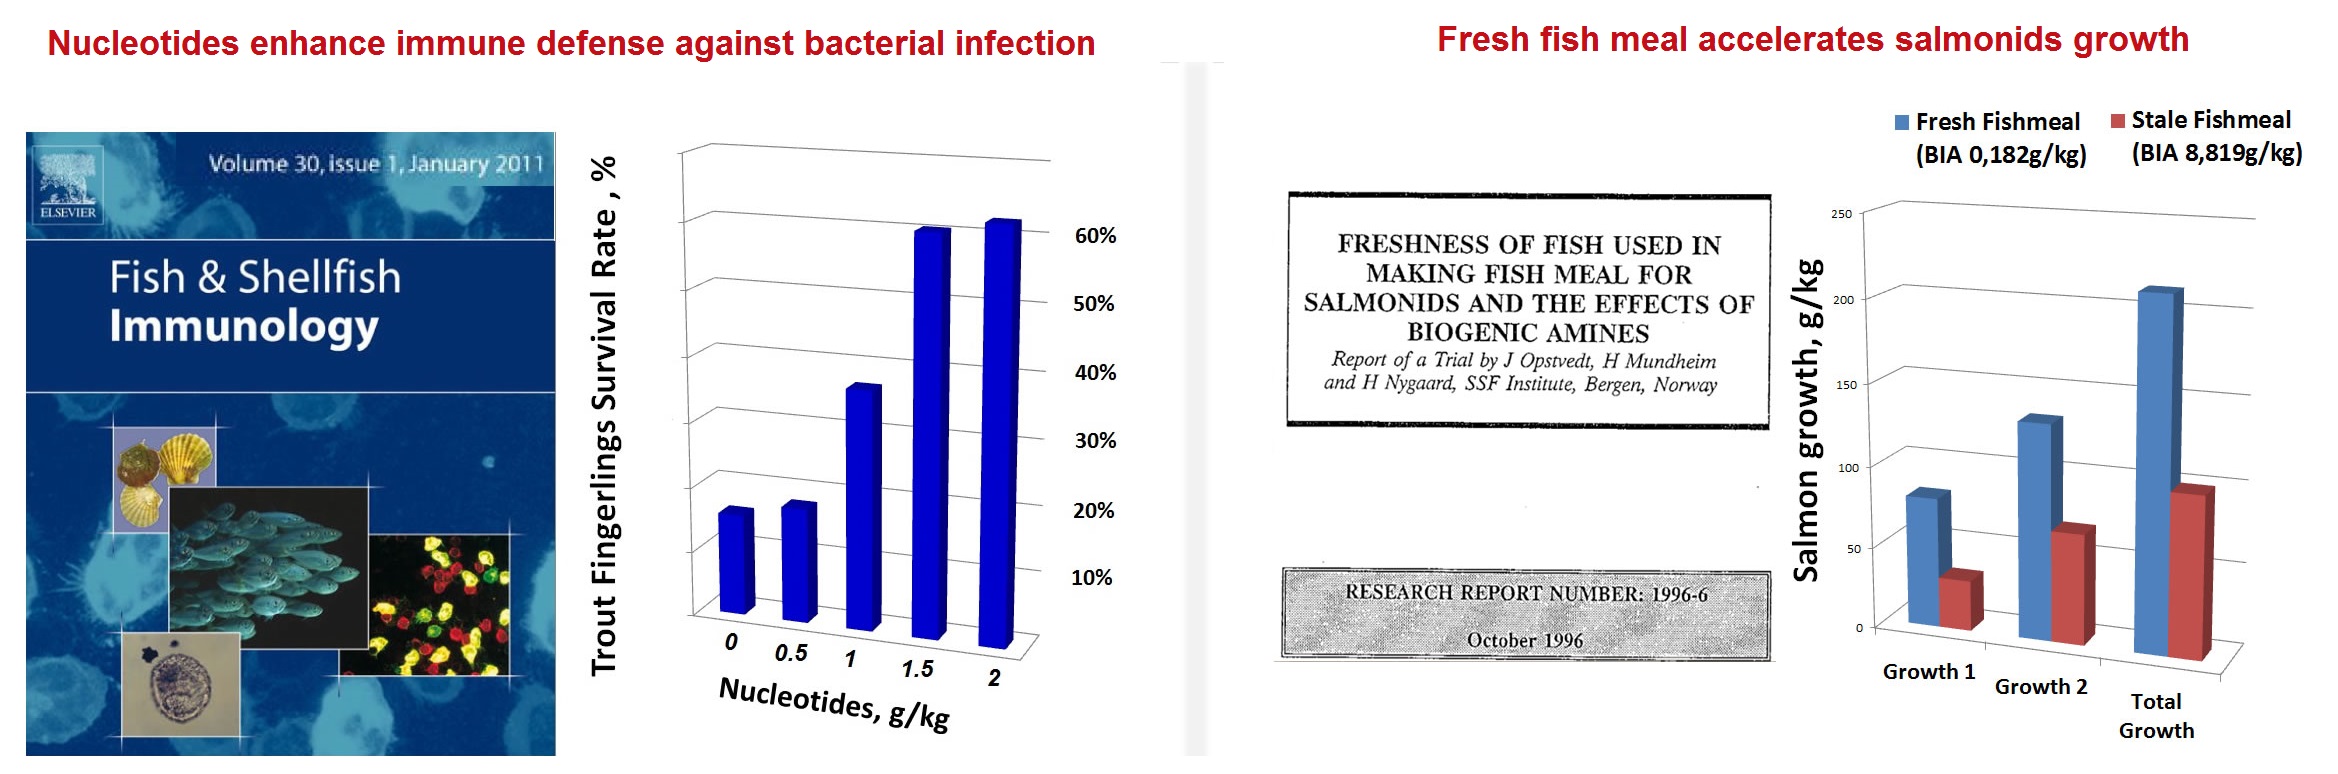 Nucleotides enhance immune defense against bacterial infection
Volume 30, issue 1, January 2011
ELSEVIER
Fish & Shellfish
Immunology
Trout Fingerlings Survival Rate , %
60%
50%
40%
30%
20%
10%
0
0.5
1
1.5
2
Nucleotides, g/kg
Fresh fish meal accelerates salmonids growth
FRESHNESS OF FISH USED IN
MAKING FISH MEAL FOR
SALMONIDS AND THE EFFECTS OF
BIOGENIC AMINES
Report of a Trial by J Opstvedt, H Mundheim
and H Nygaard, SSF Institute, Bergen, Norway
RESEARCH REPORT NUMBER: 1996-6
October 1996
Fresh Fishmeal
(BIA 0,182g/kg)
Stale Fishmeal
(BIA 8,819g/kg)
Salmon growth, g/kg
250
200
150
100
50
0
Growth 1
Growth 2
Total
Growth